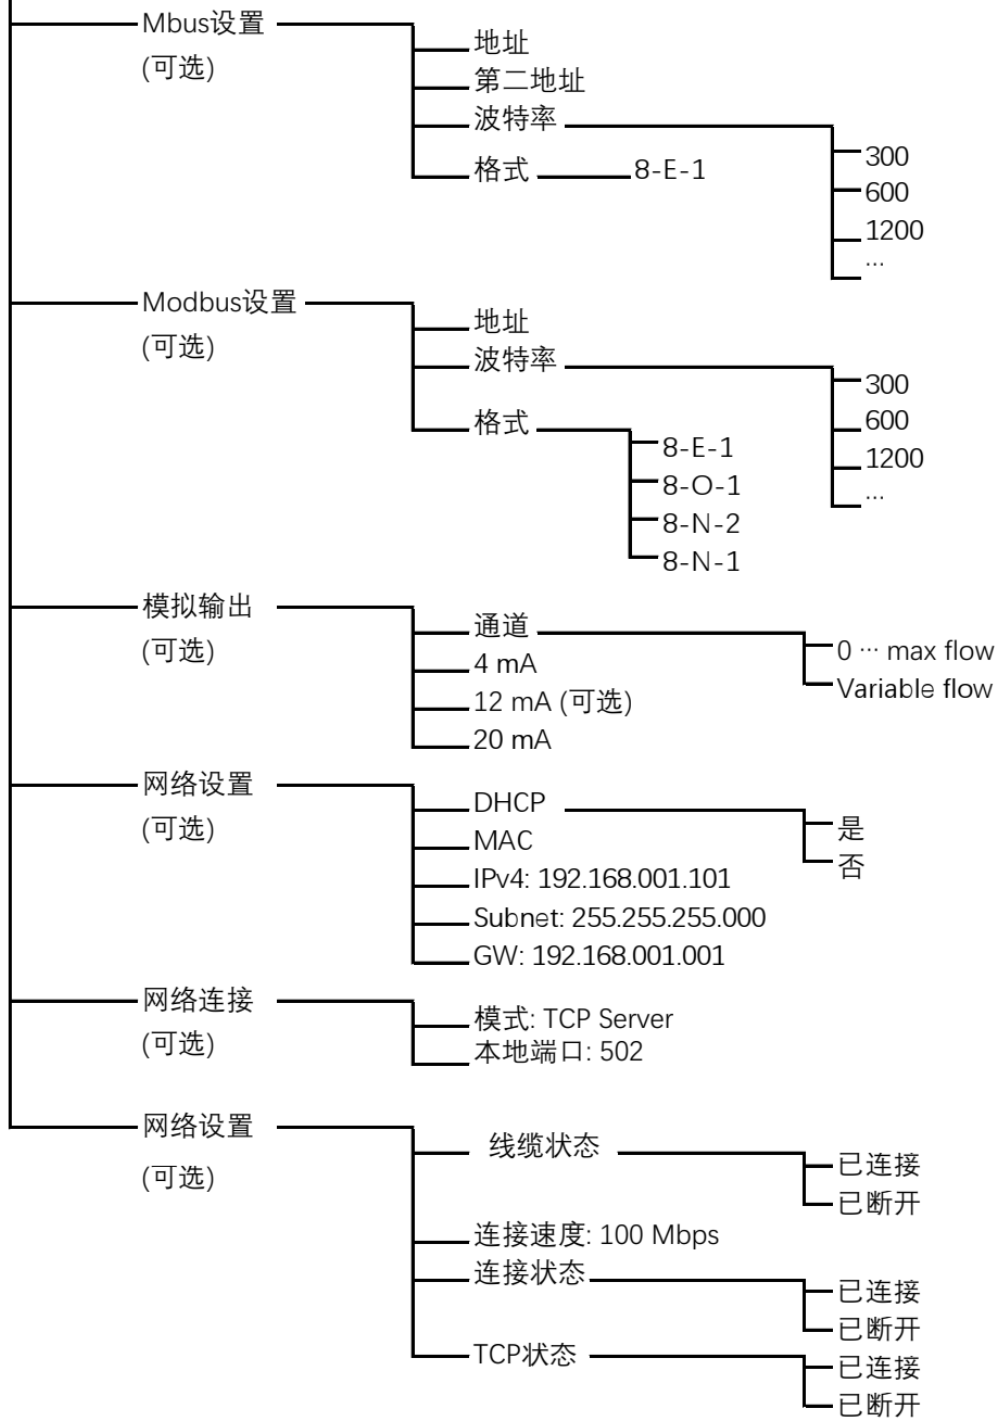 Mbus设置
(可选)
地址
第二地址
波特率
格式
8-E-1
300
600
1200
...
Modbus设置
(可选)
地址
波特率
格式
8-E-1
8-O-1
8-N-2
8-N-1
300
600
1200
...
模拟输出
(可选)
通道
4 mA
12 mA (可选)
20 mA
0 ··· max flow
Variable flow
网络设置
(可选)
DHCP
MAC
IPv4: 192.168.001.101
Subnet: 255.255.255.000
GW: 192.168.001.001
是
否
网络连接
(可选)
模式: TCP Server
本地端口: 502
网络设置
(可选)
线缆状态
已连接
已断开
连接速度: 100 Mbps
连接状态
已连接
已断开
TCP状态
已连接
已断开